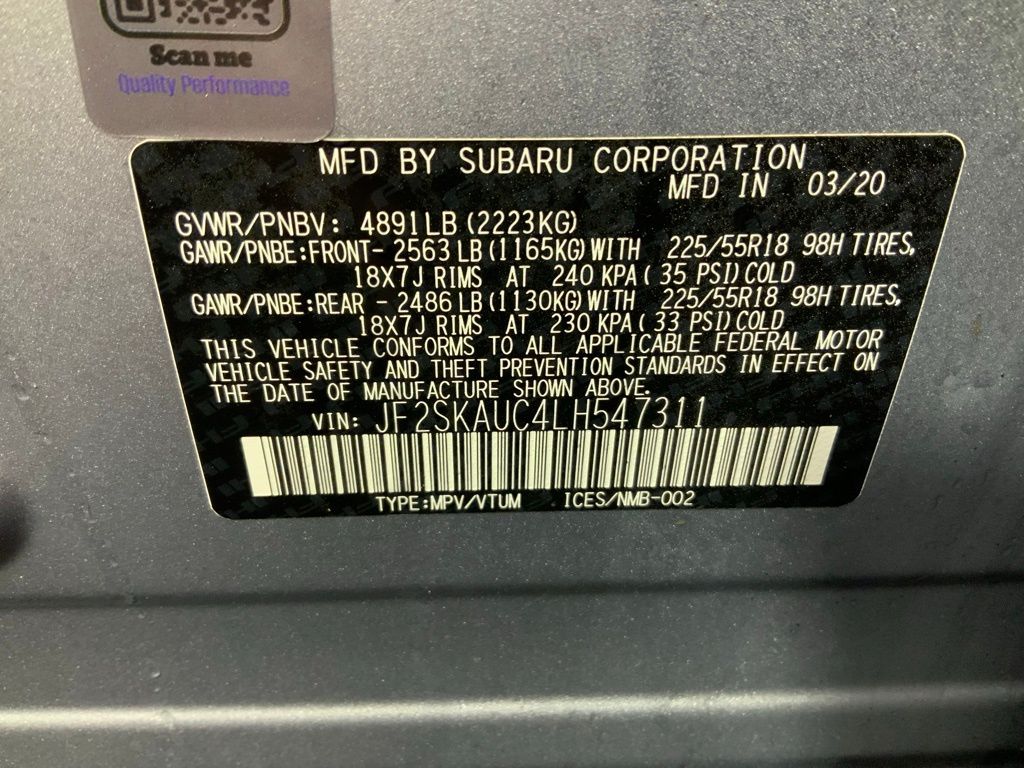 Scan me
Quality Performance
MFD BY SUBARU CORPORATION
MFD IN 03/20
GVWR/PNBV: 4891LB (2223KG)
GAWR/PNBE:FRONT- 2563 LB (1165KG) WITH 225/55R18 98H TIRES,
18X7J RIMS AT 240 KPA ( 35 PSI) COLD
GAWR/PNBE:REAR - 2486 LB (1130KG) WITH 225/55R18 98H TIRES,
18X7J RIMS AT 230 KPA ( 33 PSI) COLD
THIS VEHICLE CONFORMS TO ALL APPLICABLE FEDERAL MOTOR
VEHICLE SAFETY AND THEFT PREVENTION STANDARDS IN EFFECT ON
THE DATE OF MANUFACTURE SHOWN ABOVE.
VIN: JF2SKAUC4LH547311
TYPE:MPV/VTUM ICES/NMB-002